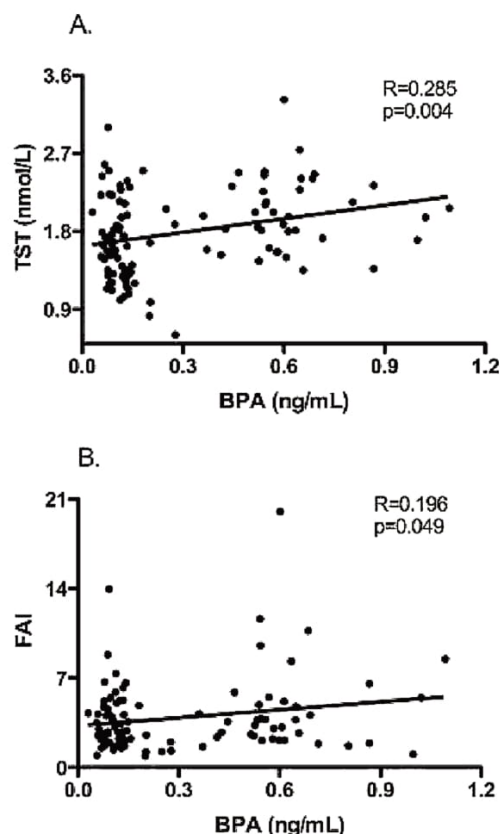 A.
R=0.285
p=0.004
TST (nmol/L)
3.6
2.7
1.8
0.9
0.0 0.3 0.6 0.9 1.2
BPA (ng/mL)
B.
R=0.196
p=0.049
FAI
21
14
7
0
0.0 0.3 0.6 0.9 1.2
BPA (ng/mL)